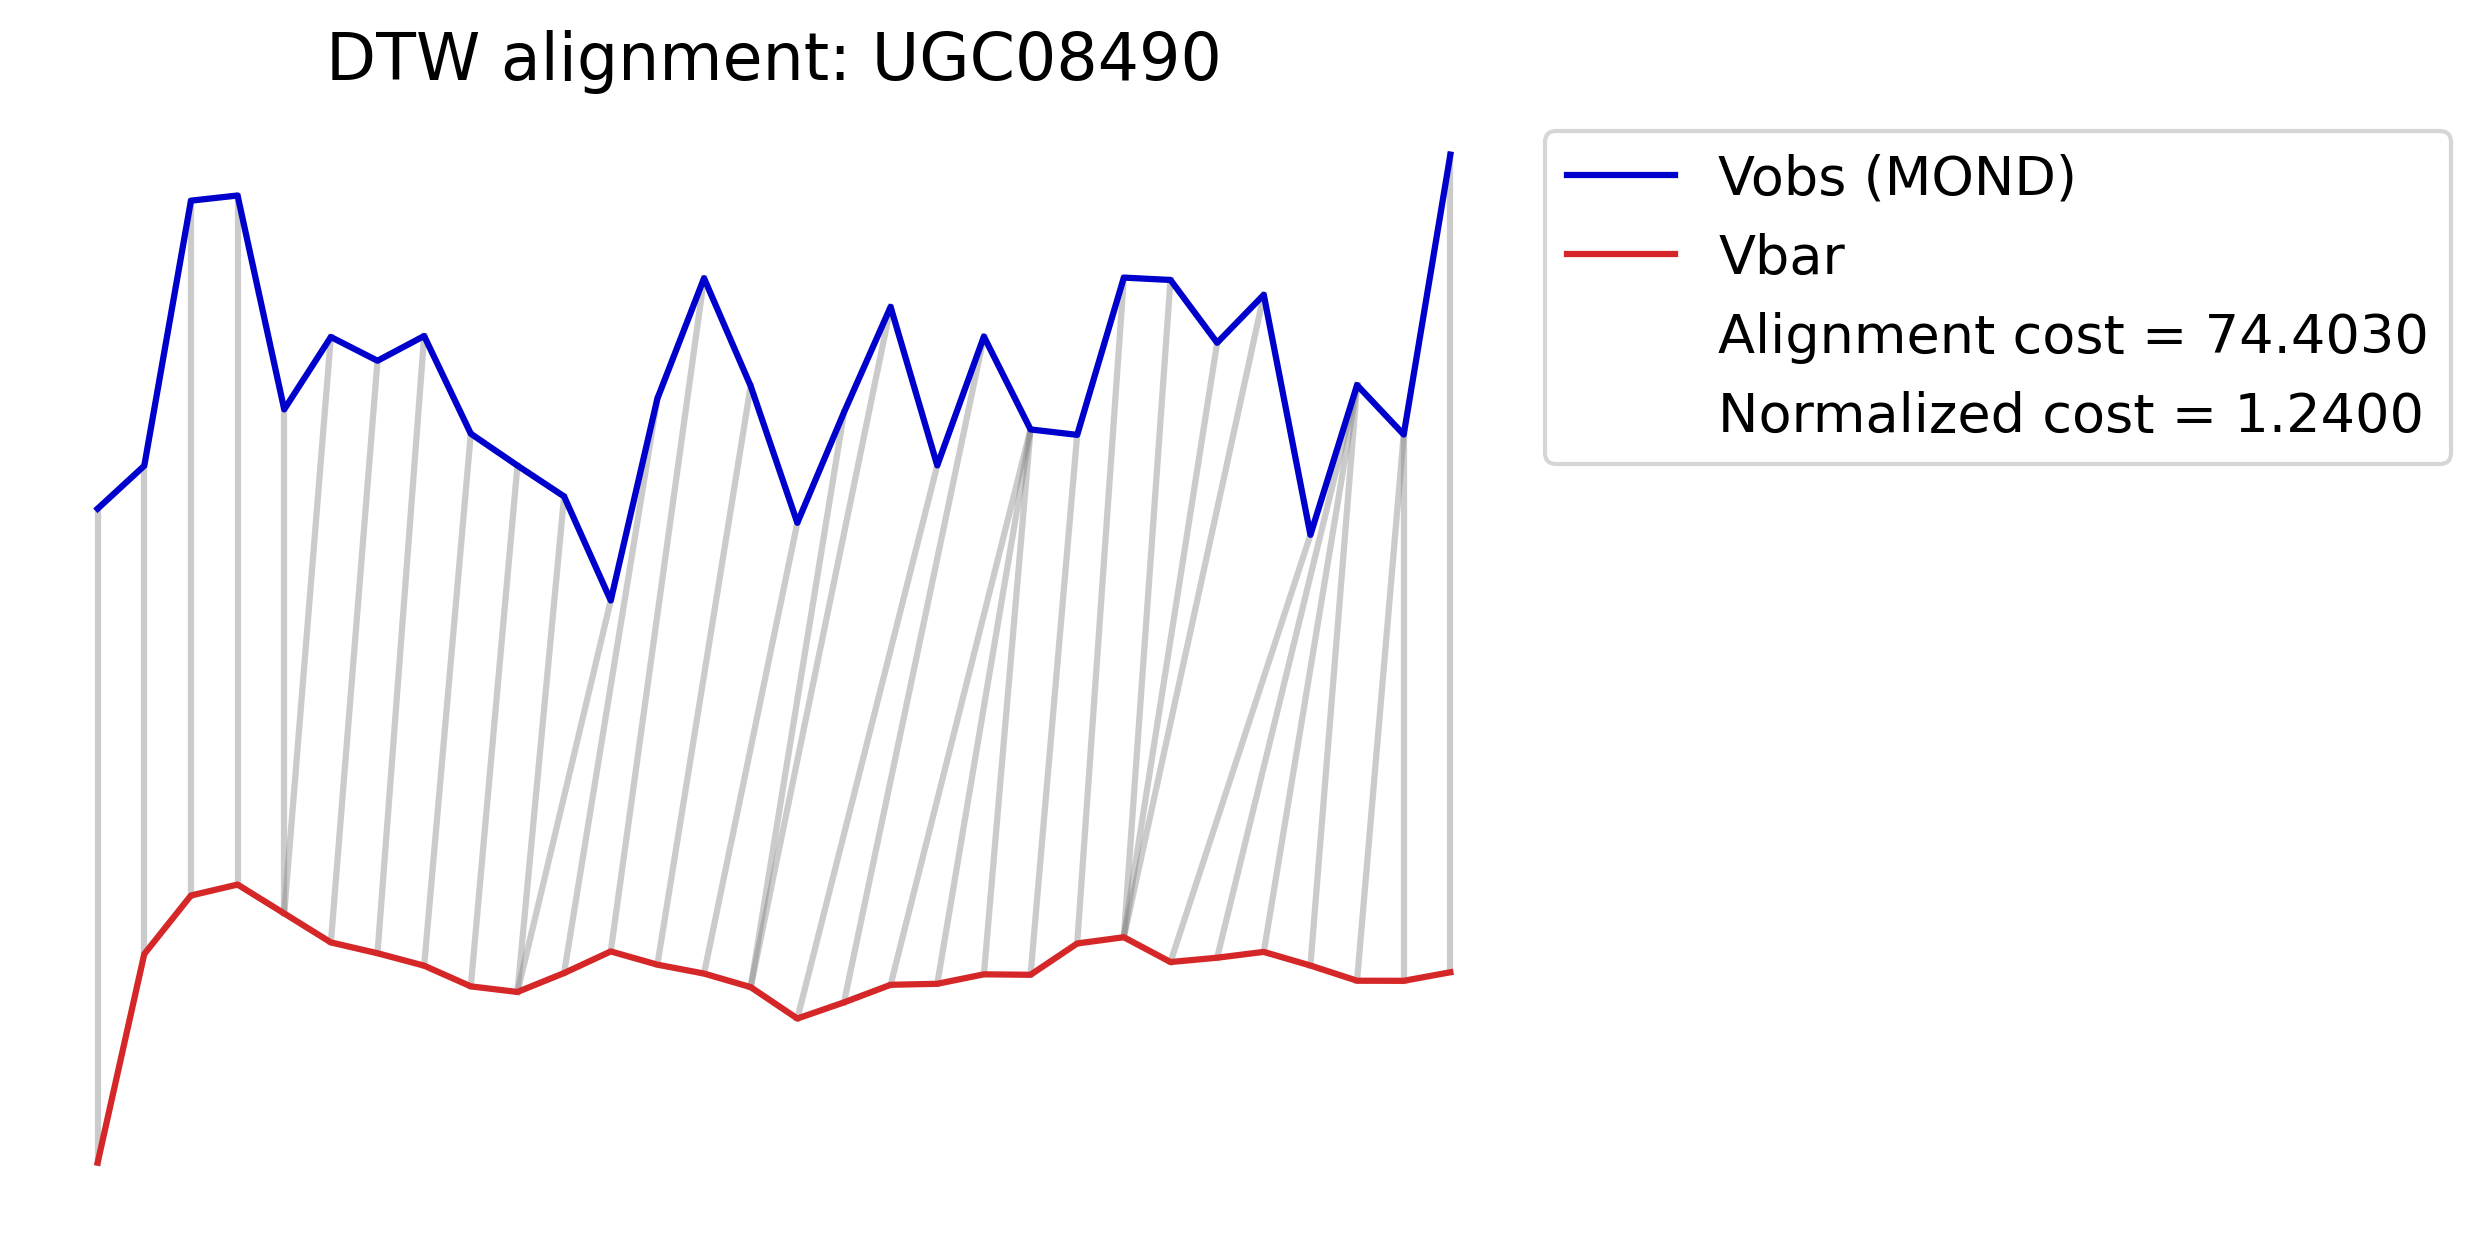 DTW alignment: UGC08490
Vobs (MOND)
Vbar
Alignment cost = 74.4030
Normalized cost = 1.2400